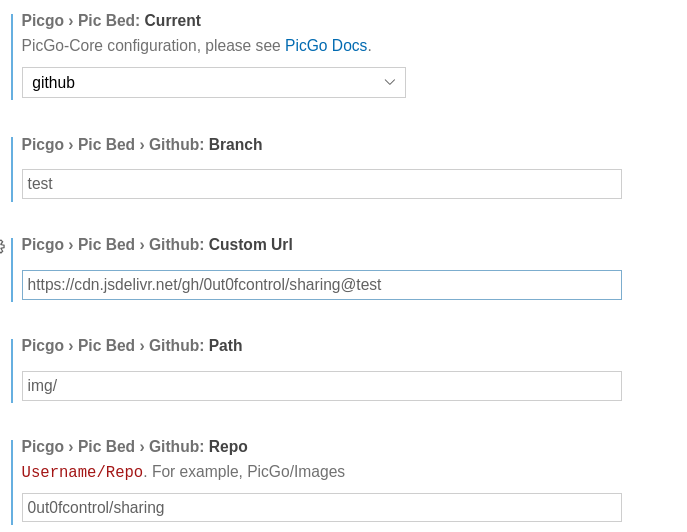 Picgo › Pic Bed: Current
PicGo-Core configuration, please see PicGo Docs.
github
Picgo › Pic Bed › Github: Branch
test
Picgo › Pic Bed › Github: Custom Url
https://cdn.jsdelivr.net/gh/0ut0fcontrol/sharing@test
Picgo › Pic Bed › Github: Path
img/
Picgo › Pic Bed › Github: Repo
Username/Repo. For example, PicGo/Images
0ut0fcontrol/sharing